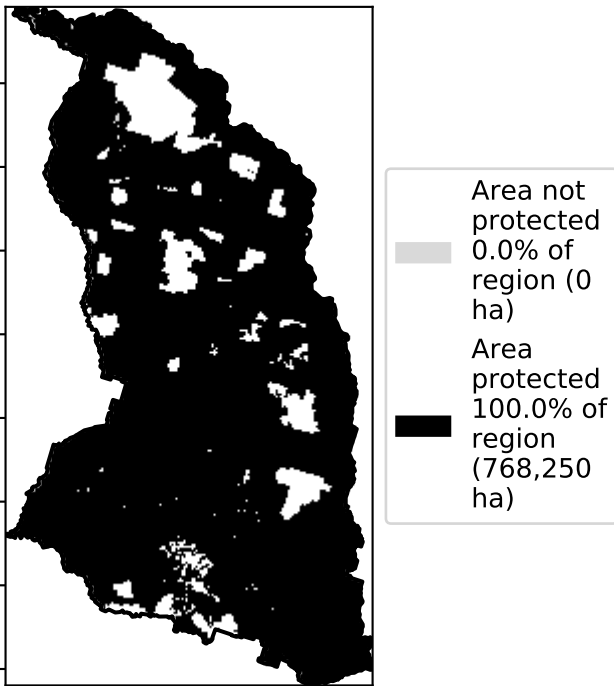 Area not
protected
0.0% of
region (0
ha)
Area
protected
100.0% of
region
(768,250
ha)